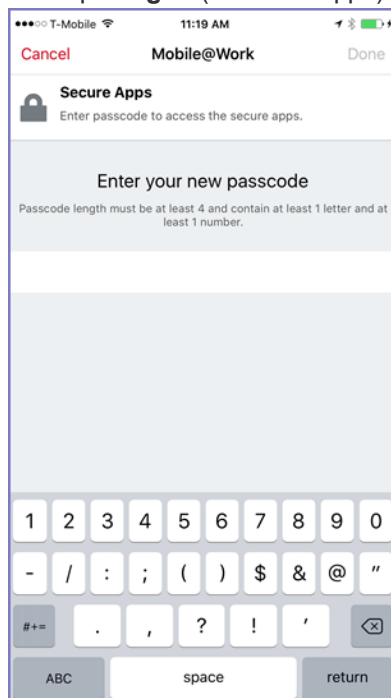 T-Mobile 11:19 AM
Cancel Mobile@Work Done
Secure Apps
Enter passcode to access the secure apps.
Enter your new passcode
Passcode length must be at least 4 and contain at least 1 letter and at
least 1 number.
1 2 3 4 5 6 7 8 9 0
- / : ; ( ) $ & @ "
#+= . , ? ! '
ABC space return